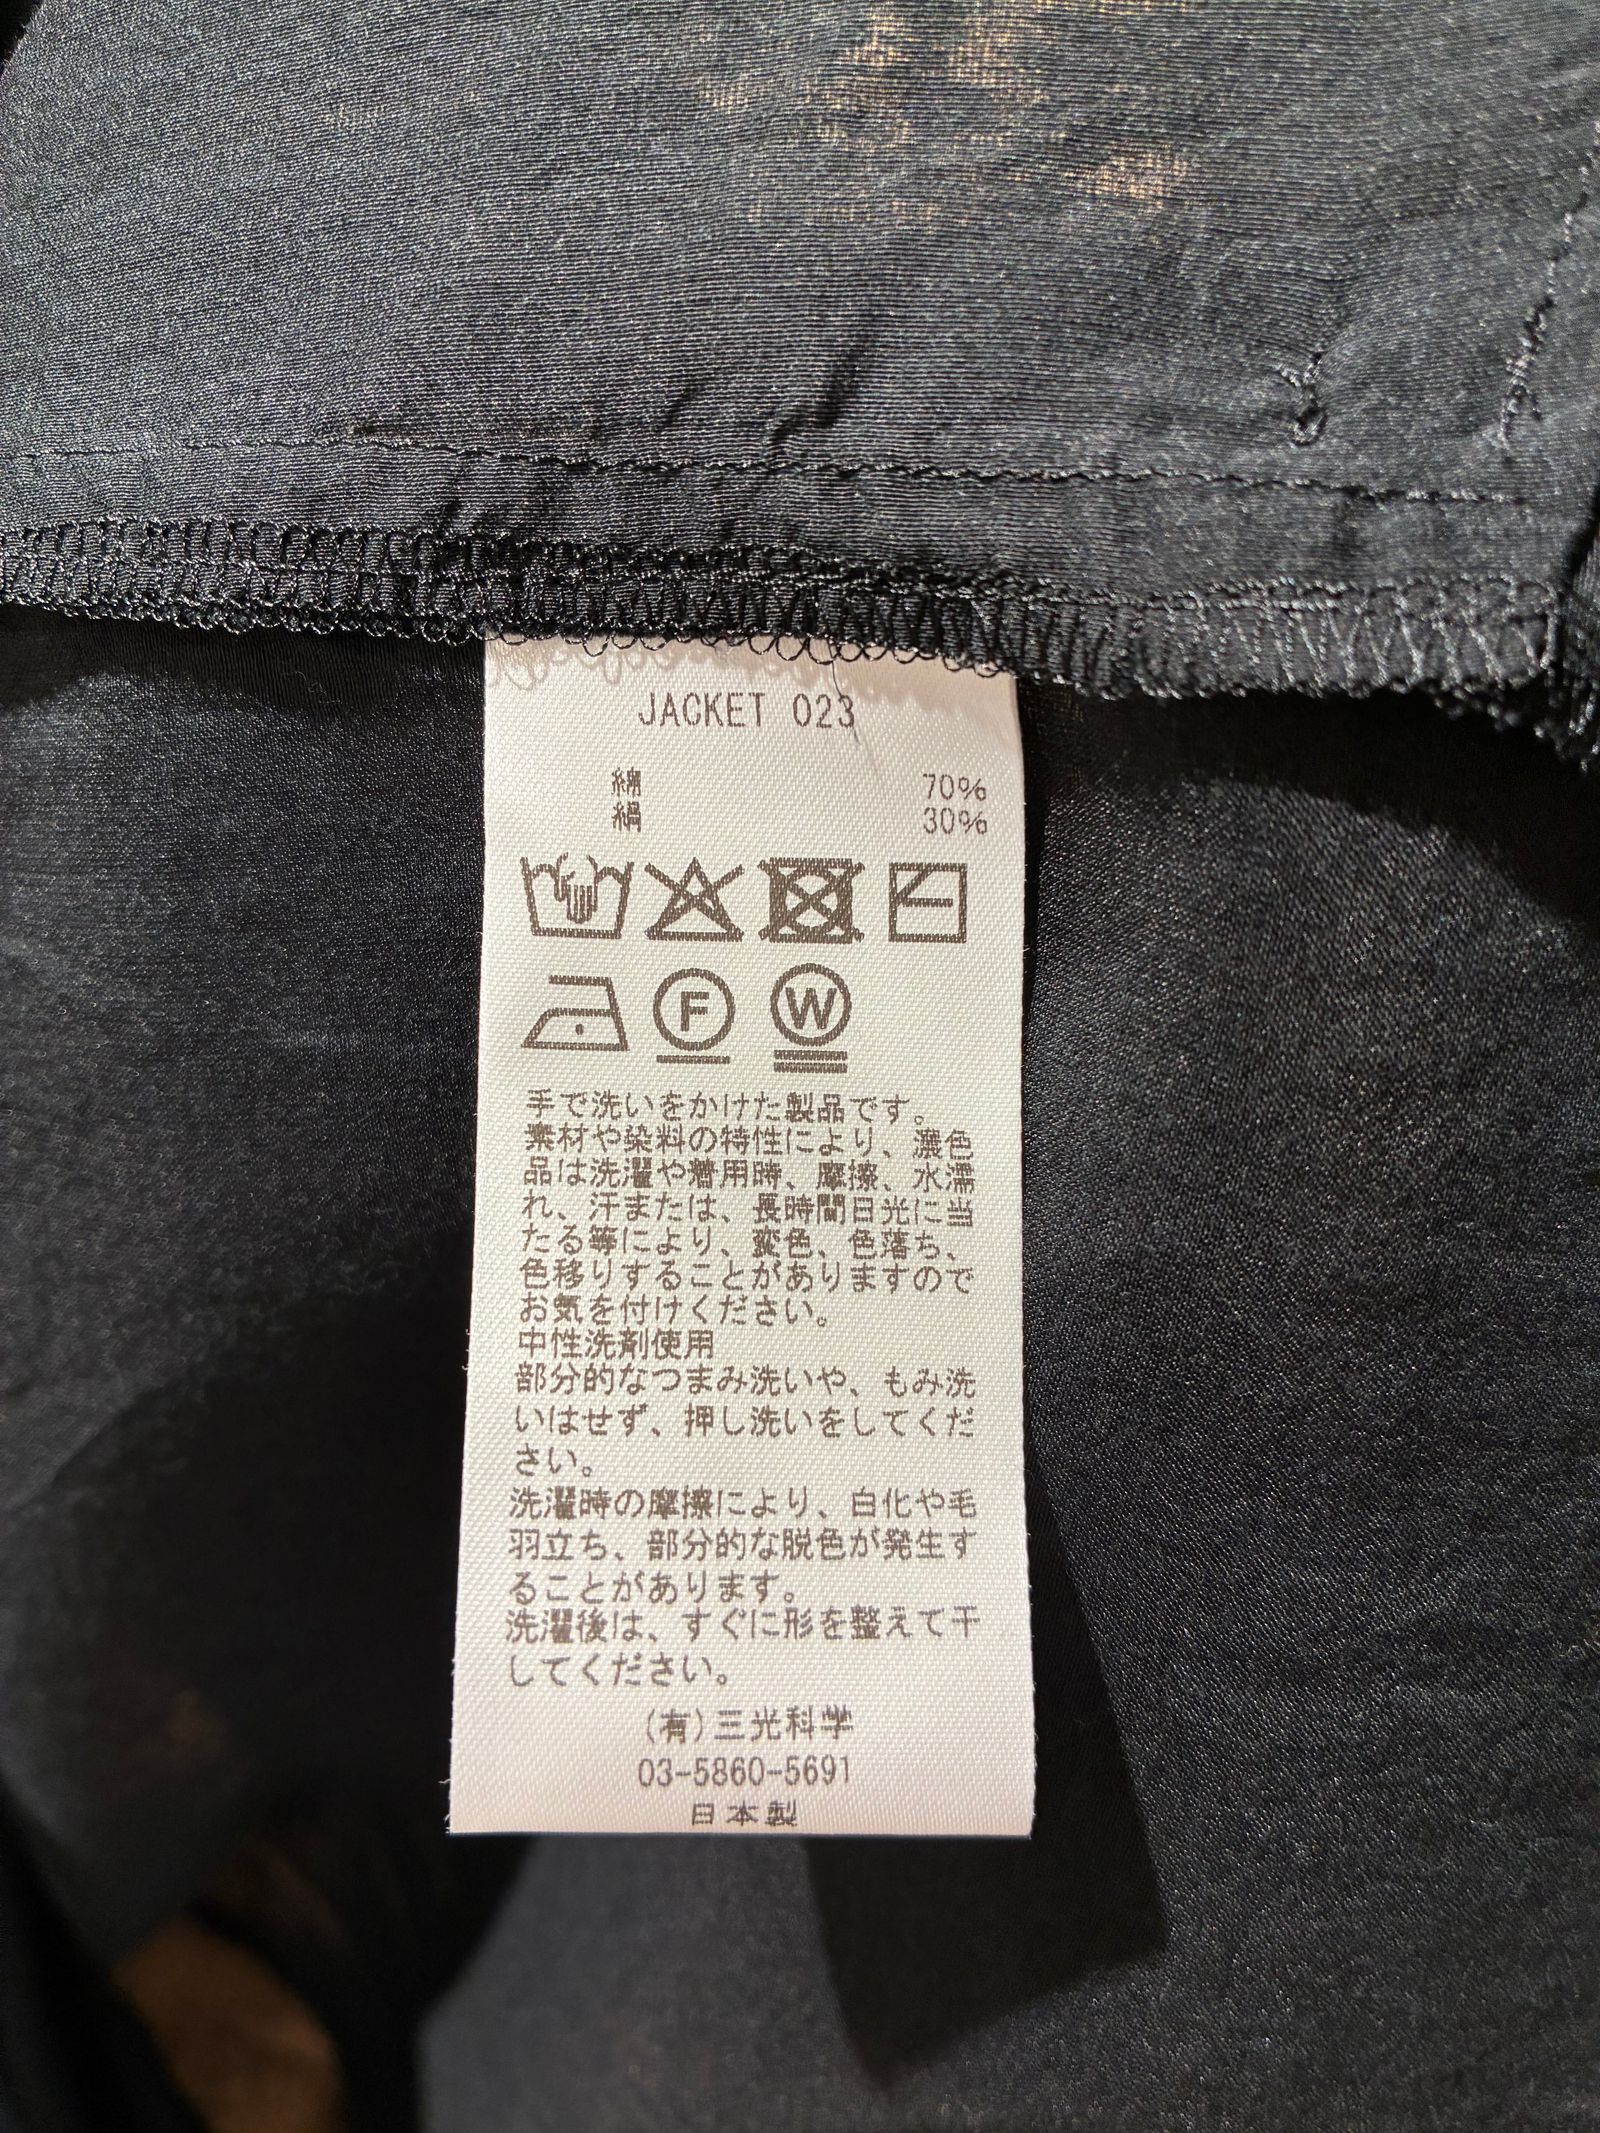 JACKET 023
綿 70%
絹 30%
F W
手で洗いをかけた製品です。
素材や染料の特性により、濃色
品は洗濯や着用時、摩擦、水濡
れ、汗または、長時間日光に当
たる等により、変色、色落ち、
色移りすることがありますので
お気を付けください。
中性洗剤使用
部分的なつまみ洗いや、もみ洗
いはせず、押し洗いをしてくだ
さい。
洗濯時の摩擦により、白化や毛
羽立ち、部分的な脱色が発生す
ることがあります。
洗濯後は、すぐに形を整えて干
してください。
(有)三光科学
03-5860-5691
日本製